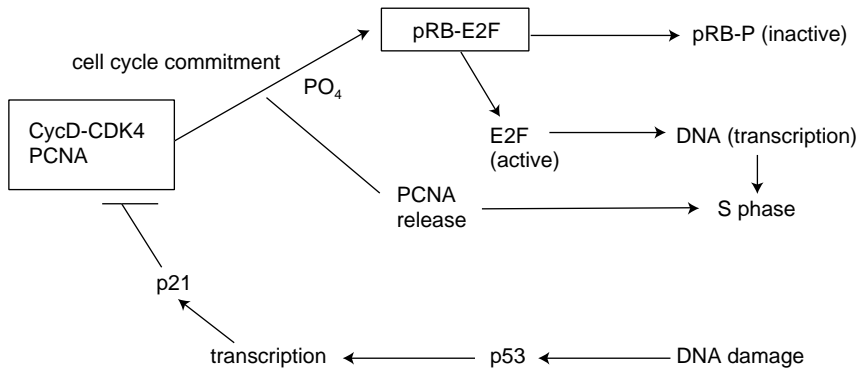 pRB-E2F
pRB-P (inactive)
cell cycle commitment
PO₄
CycD-CDK4
PCNA
E2F
(active)
DNA (transcription)
PCNA
release
S phase
p21
transcription
p53
DNA damage